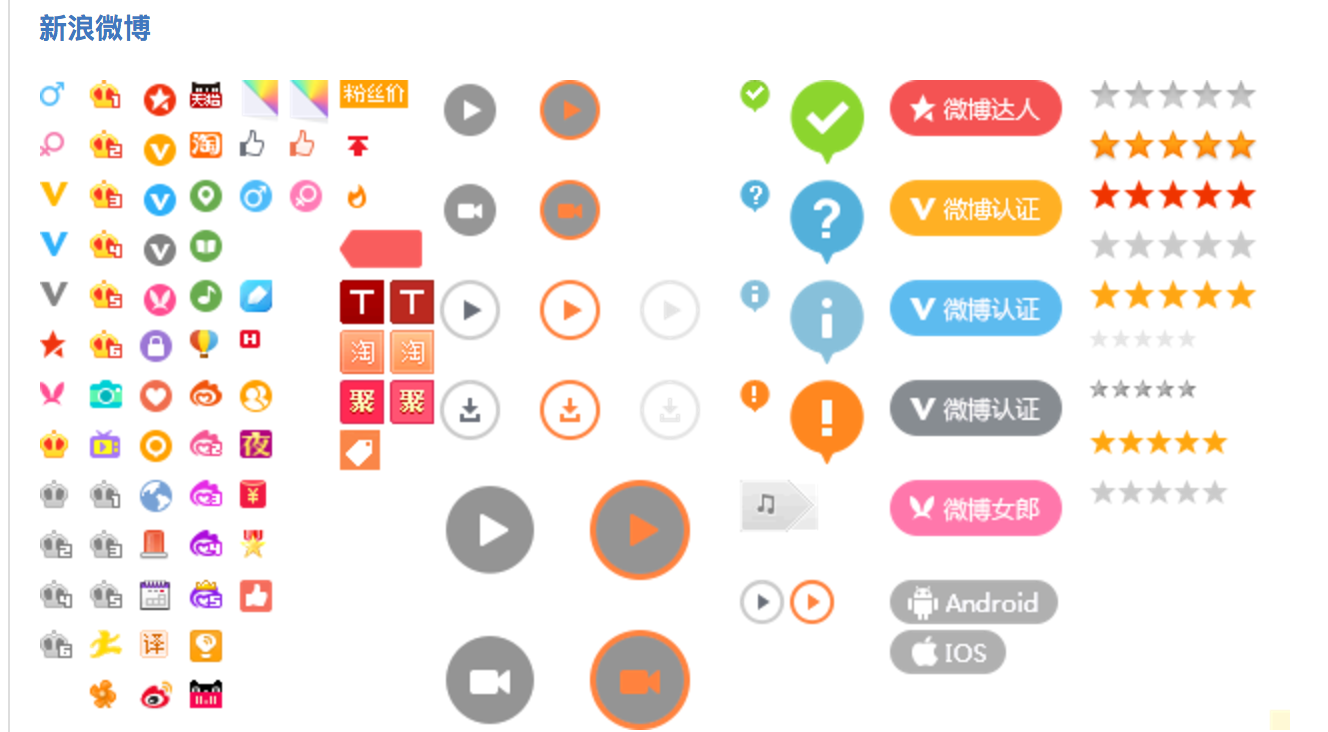 新浪微博
天猫
粉丝价
淘
微博达人
微博认证
T T
微博认证
淘 淘
H
聚 聚
微博认证
夜
¥
微博女郎
Android
译
IOS